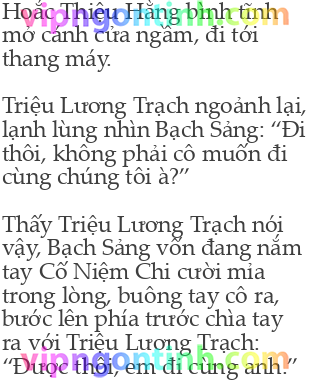 Hoắc Thiệu Hằng bình tĩnh
mở cánh cửa ngầm, đi tới
thang máy.
Triệu Lương Trạch ngoảnh lại,
lạnh lùng nhìn Bạch Sảng: “Đi
thôi, không phải cô muốn đi
cùng chúng tôi à?”
Thấy Triệu Lương Trạch nói
vậy, Bạch Sảng vốn đang nắm
tay Cố Niệm Chi cười mỉa
trong lòng, buông tay cô ra,
bước lên phía trước chìa tay
ra với Triệu Lương Trạch:
“Được thôi, em đi cùng anh.”
vipngontinh.com
vipngontinh.com